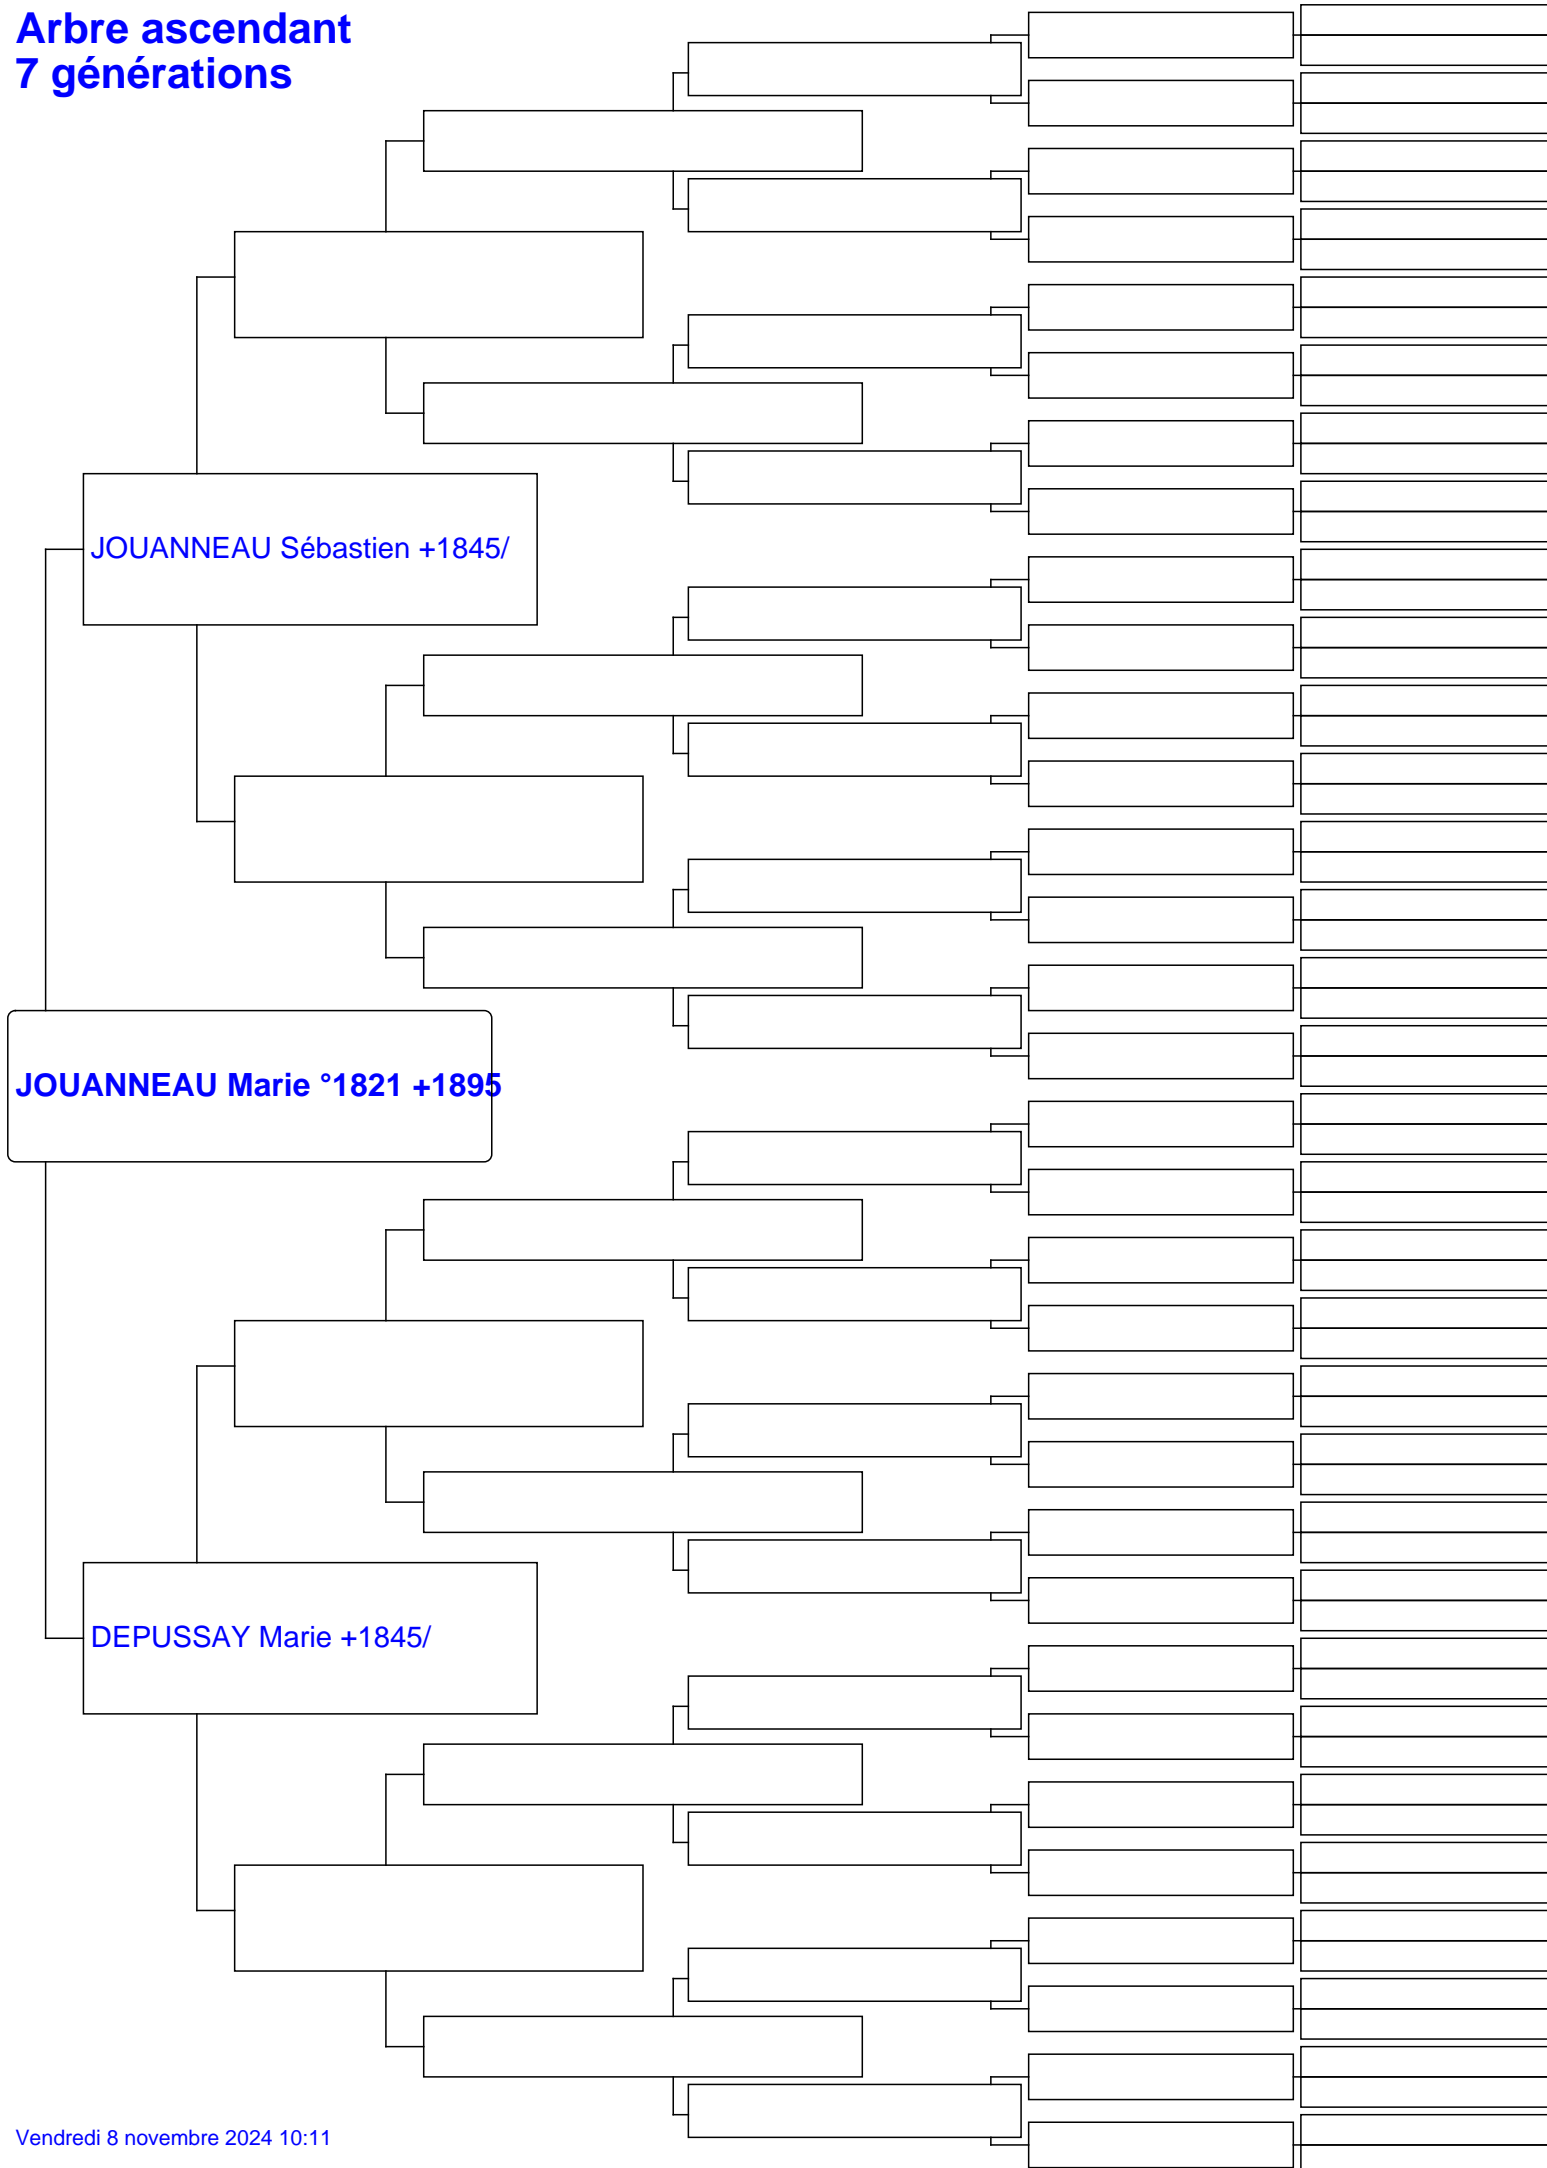 Arbre ascendant
7 générations
JOUANNEAU Sébastien +1845/
JOUANNEAU Marie °1821 +1895
DEPUSSAY Marie +1845/
Vendredi 8 novembre 2024 10:11